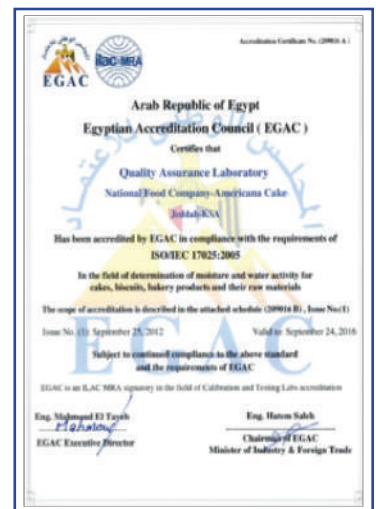 Accreditation Certificate No. (209016 A)
EGAC
ilac-MRA
Arab Republic of Egypt
Egyptian Accreditation Council ( EGAC )
Certifies that
Quality Assurance Laboratory
National Food Company-Americana Cake
Jeddah-KSA
Has been accredited by EGAC in compliance with the requirements of
ISO/IEC 17025:2005
In the field of determination of moisture and water activity for
cakes, biscuits, bakery products and their raw materials
The scope of accreditation is described in the attached schedule (209016 B) , Issue No.(1)
Issue No. (1): September 25, 2012
Valid to: September 24, 2016
Subject to continued compliance to the above standard
and the requirements of EGAC
EGAC
EGAC is an ILAC MRA signatory in the field of Calibration and Testing Labs accreditation
Eng. Mahmoud El Tayeb
EGAC Executive Director
Eng. Hatem Saleh
Chairman of EGAC
Minister of Industry & Foreign Trade